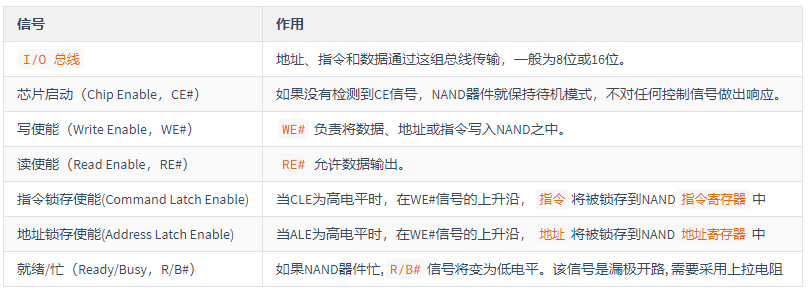 信号 作用
I/O 总线 地址、指令和数据通过这组总线传输，一般为8位或16位。
芯片启动（Chip Enable，CE#） 如果没有检测到CE信号，NAND器件就保持待机模式，不对任何控制信号做出响应。
写使能（Write Enable，WE#） WE# 负责将数据、地址或指令写入NAND之中。
读使能（Read Enable，RE#） RE# 允许数据输出。
指令锁存使能(Command Latch Enable) 当CLE为高电平时，在WE#信号的上升沿， 指令 将被锁存到NAND 指令寄存器 中
地址锁存使能(Address Latch Enable) 当ALE为高电平时，在WE#信号的上升沿， 地址 将被锁存到NAND 地址寄存器 中
就绪/忙（Ready/Busy，R/B#） 如果NAND器件忙, R/B# 信号将变为低电平。该信号是漏极开路,需要采用上拉电阻